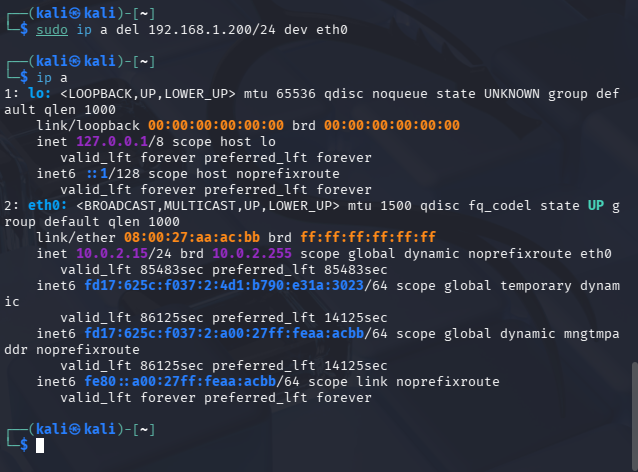 ┌──(kali㉿kali)-[~]
└─$ sudo ip a del 192.168.1.200/24 dev eth0

┌──(kali㉿kali)-[~]
└─$ ip a
1: lo: <LOOPBACK,UP,LOWER_UP> mtu 65536 qdisc noqueue state UNKNOWN group def
ault qlen 1000
    link/loopback 00:00:00:00:00:00 brd 00:00:00:00:00:00
    inet 127.0.0.1/8 scope host lo
       valid_lft forever preferred_lft forever
    inet6 ::1/128 scope host noprefixroute
       valid_lft forever preferred_lft forever
2: eth0: <BROADCAST,MULTICAST,UP,LOWER_UP> mtu 1500 qdisc fq_codel state UP g
roup default qlen 1000
    link/ether 08:00:27:aa:ac:bb brd ff:ff:ff:ff:ff:ff
    inet 10.0.2.15/24 brd 10.0.2.255 scope global dynamic noprefixroute eth0
       valid_lft 85483sec preferred_lft 85483sec
    inet6 fd17:625c:f037:2:4d1:b790:e31a:3023/64 scope global temporary dynam
ic
       valid_lft 86125sec preferred_lft 14125sec
    inet6 fd17:625c:f037:2:a00:27ff:feaa:acbb/64 scope global dynamic mngtmpa
ddr noprefixroute
       valid_lft 86125sec preferred_lft 14125sec
    inet6 fe80::a00:27ff:feaa:acbb/64 scope link noprefixroute
       valid_lft forever preferred_lft forever

┌──(kali㉿kali)-[~]
└─$